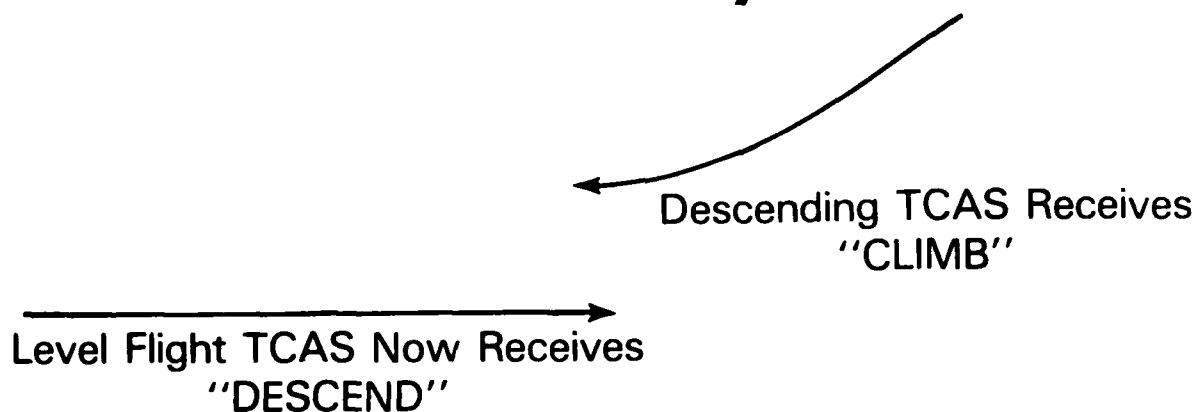 Descending TCAS Receives
''CLIMB''
Level Flight TCAS Now Receives
''DESCEND''